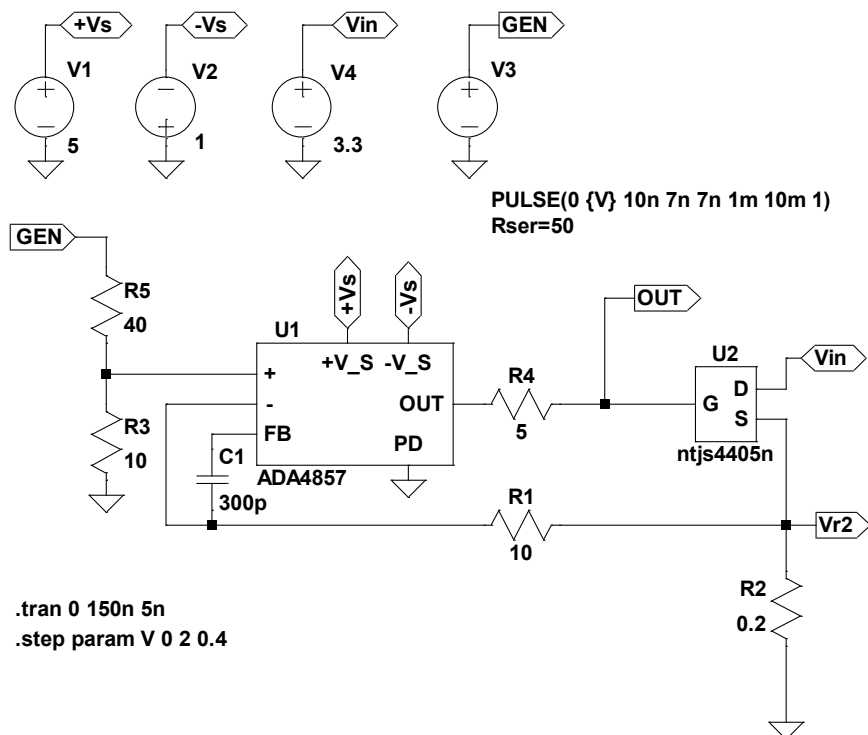 +Vs
-Vs
Vin
GEN
V1
V2
V4
V3
5
1
3.3
PULSE(0 {V} 10n 7n 7n 1m 10m 1)
Rser=50
GEN
R5
40
+Vs
-Vs
OUT
U1
U2
+V_S
-V_S
Vin
+
R4
D
-
OUT
G
S
R3
10
FB
5
PD
C1
ADA4857
ntjs4405n
300p
R1
10
Vr2
R2
0.2
.tran 0 150n 5n
.step param V 0 2 0.4